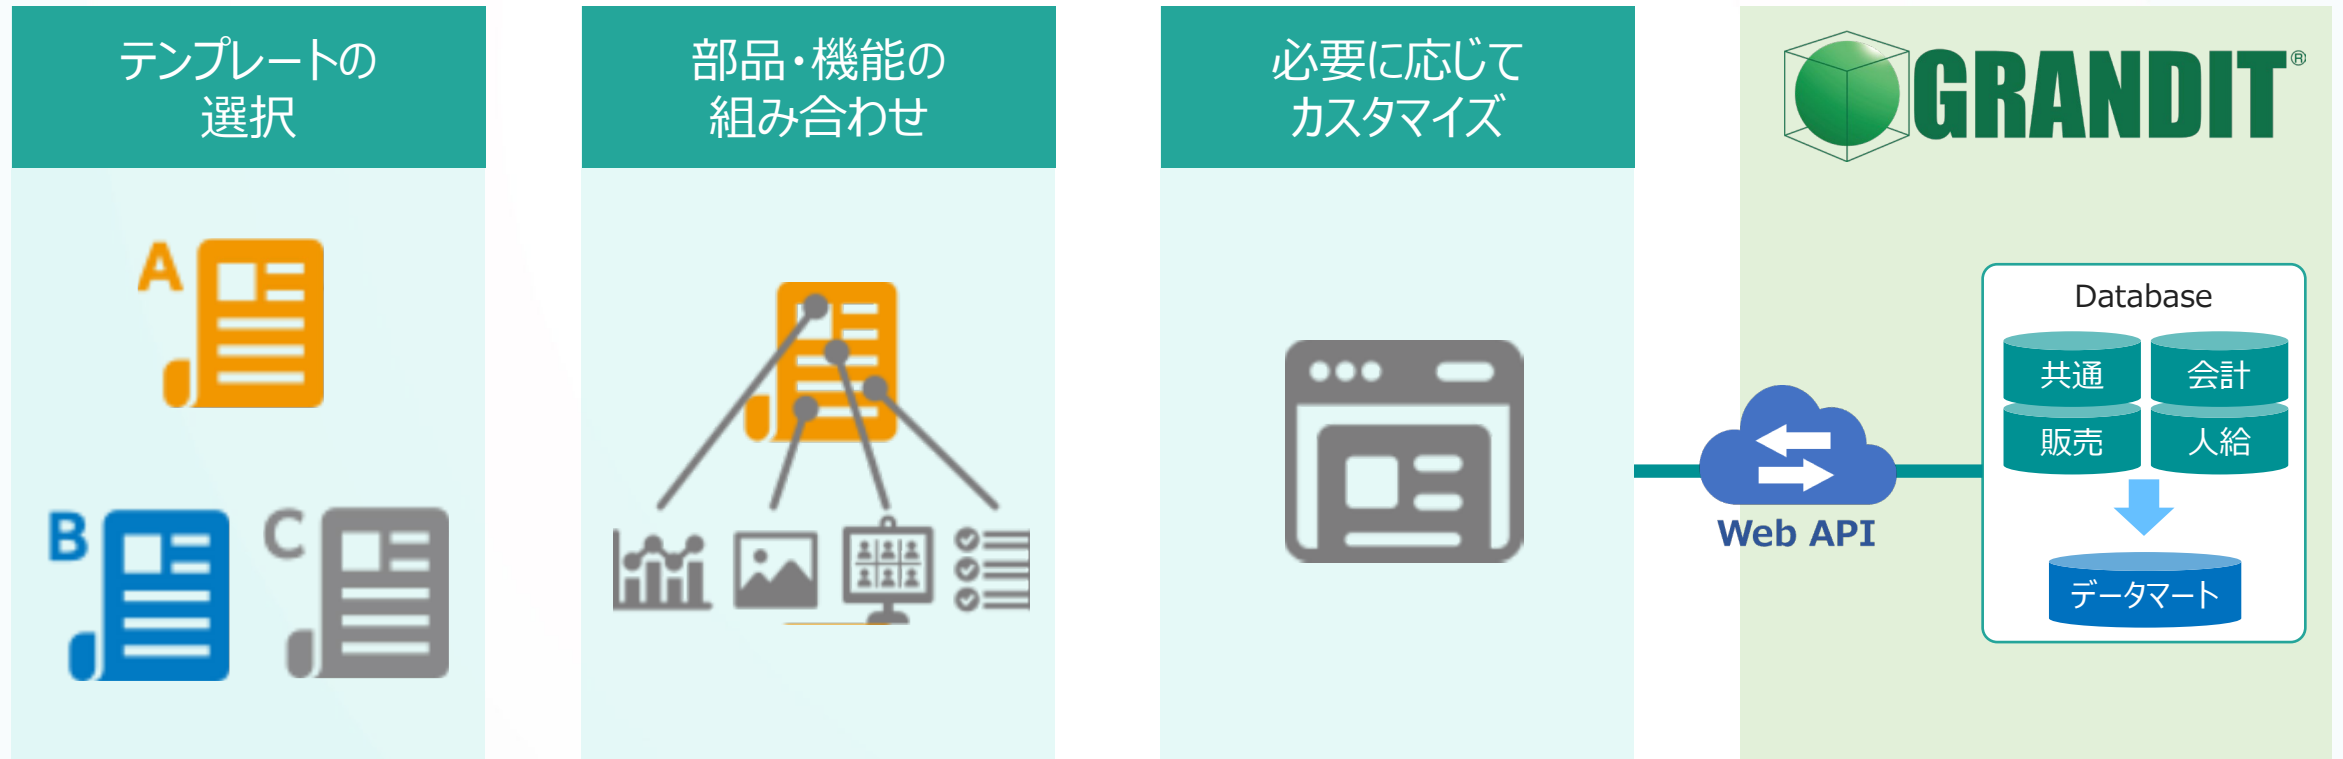 テンプレートの
選択
A
B
C
部品・機能の
組み合わせ
必要に応じて
カスタマイズ
Web API
GRANDIT®
Database
共通
会計
販売
人給
データマート